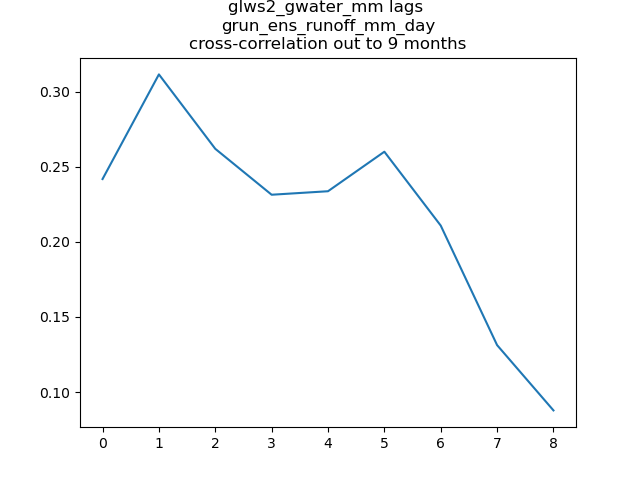 glws2_gwater_mm lags
grun_ens_runoff_mm_day
cross-correlation out to 9 months
0.30
0.25
0.20
0.15
0.10
0 1 2 3 4 5 6 7 8